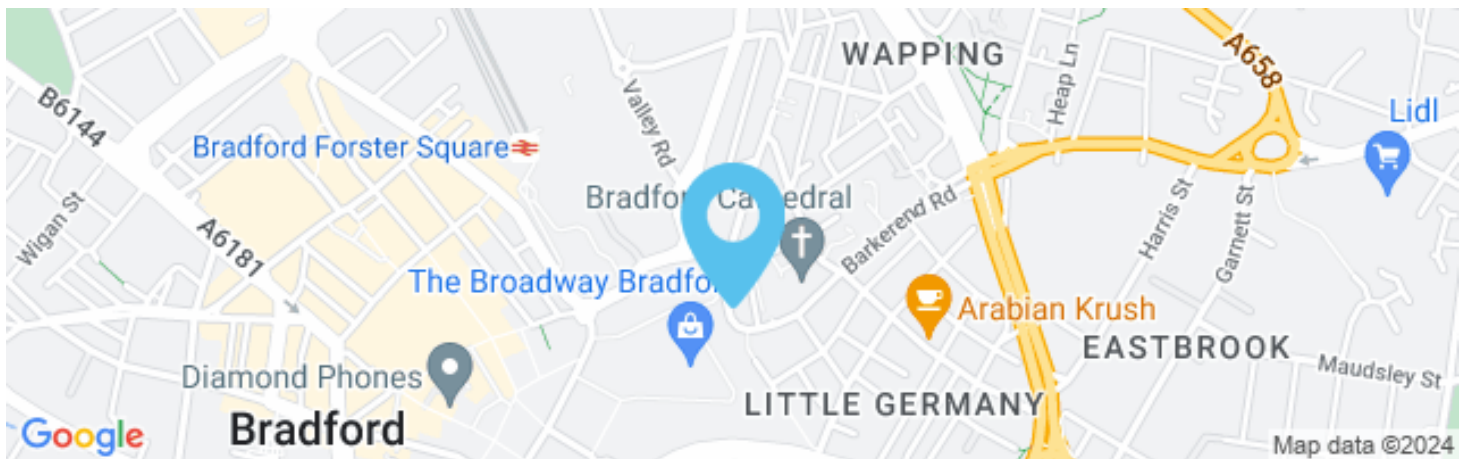 WAPPING
A658
Heap Ln
Lidl
B6144
Valley Rd
Bradford Forster Square
Bradford Cathedral
Barkerend Rd
Harris St
Garnett St
Wigan St
A6181
The Broadway Bradford
Arabian Krush
EASTBROOK
Maudsley St
Diamond Phones
LITTLE GERMANY
Bradford
Google
Map data ©2024